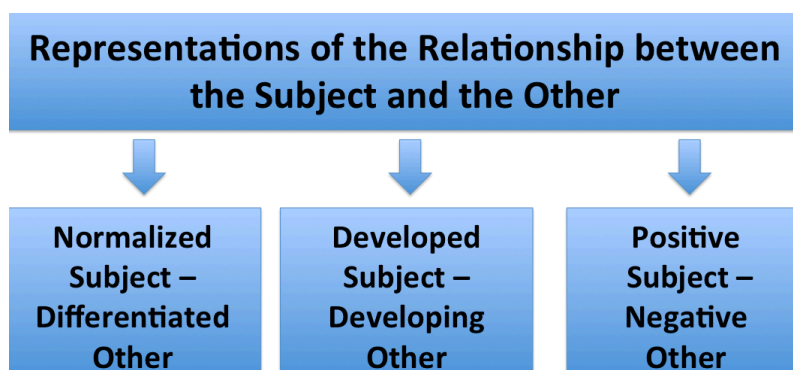 Representations of the Relationship between
the Subject and the Other
Normalized
Subject –
Differentiated
Other
Developed
Subject –
Developing
Other
Positive
Subject –
Negative
Other